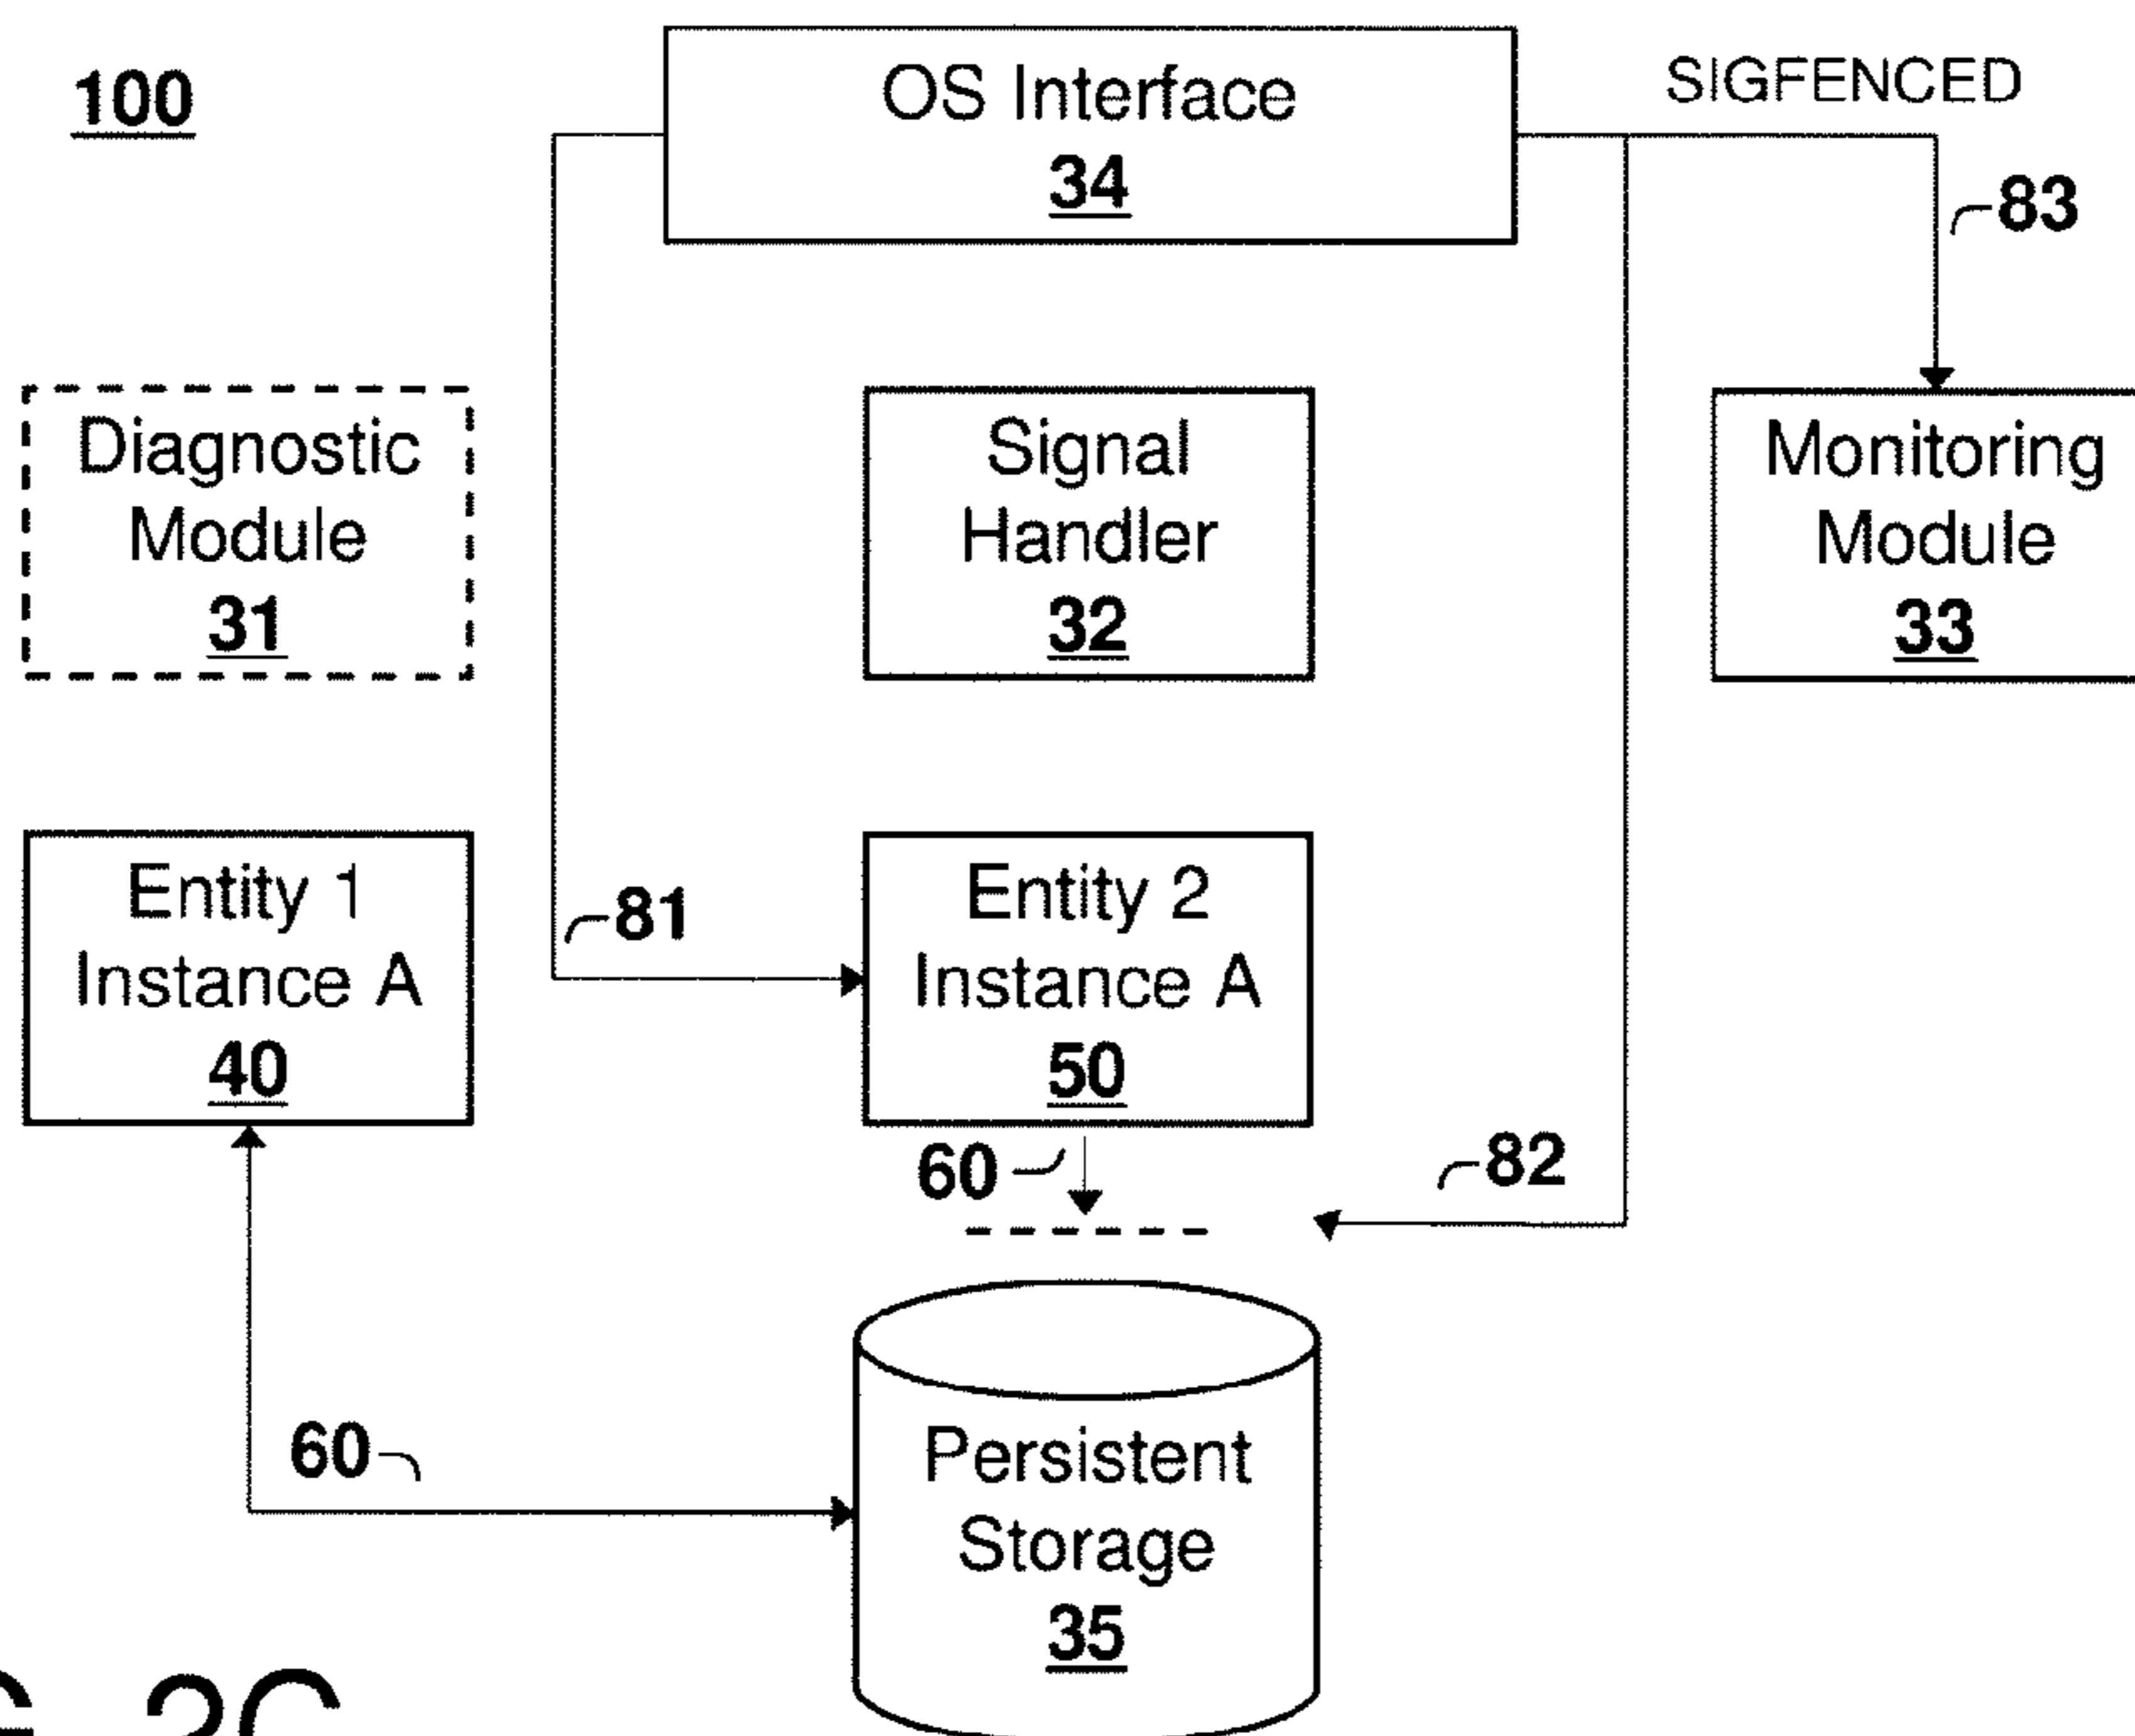 100
OS Interface
34
SIGFENCED
83
Diagnostic
Module
31
Signal
Handler
32
Monitoring
Module
33
Entity 1
Instance A
40
81
Entity 2
Instance A
50
60
82
60
Persistent
Storage
35